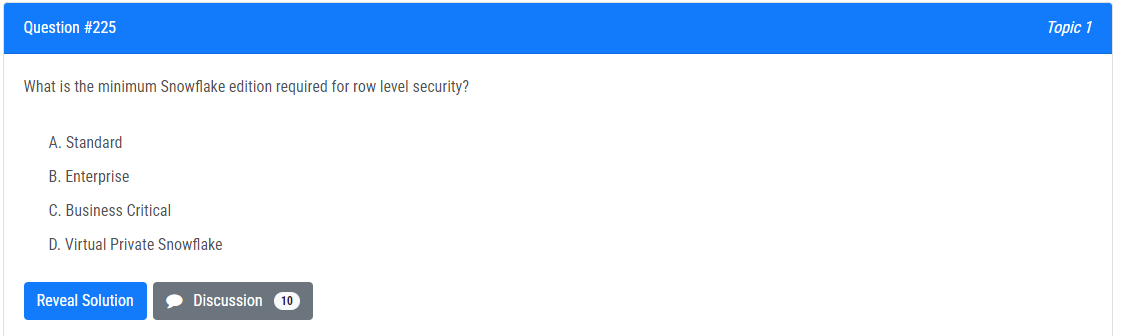 Question #225
Topic 1
What is the minimum Snowflake edition required for row level security?
A. Standard
B. Enterprise
C. Business Critical
D. Virtual Private Snowflake
Reveal Solution
Discussion 10